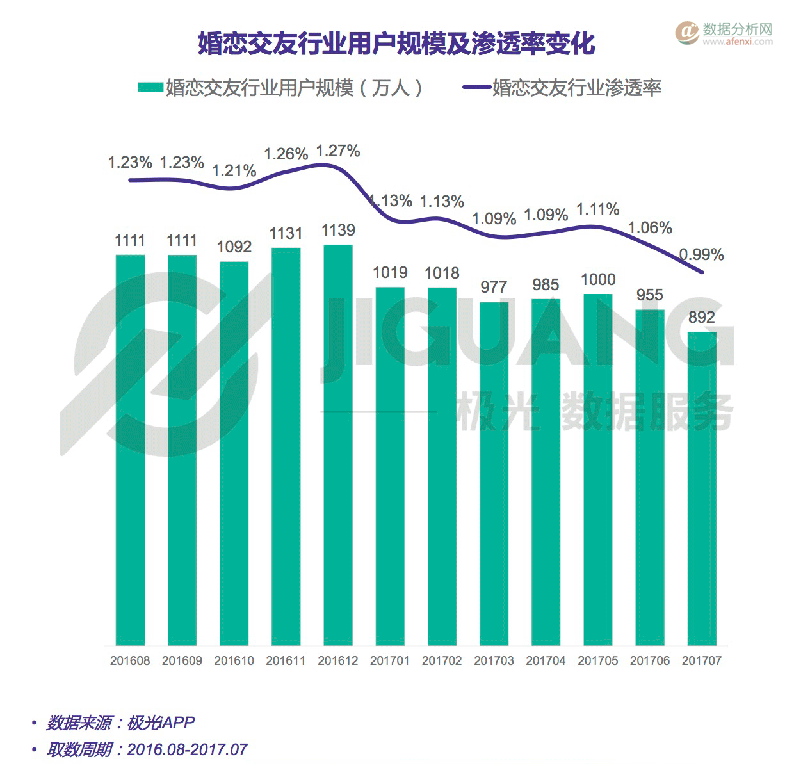 数据分析网
www.afenxi.com
婚恋交友行业用户规模及渗透率变化
婚恋交友行业用户规模（万人） 婚恋交友行业渗透率
1.23% 1.23% 1.21% 1.26% 1.27% 1.13% 1.13% 1.09% 1.09% 1.11% 1.06% 0.99%
1111 1111 1092 1131 1139 1019 1018 977 985 1000 955 892
JIGUANG
极光 数据服务
201608 201609 201610 201611 201612 201701 201702 201703 201704 201705 201706 201707
• 数据来源：极光APP
• 取数周期：2016.08-2017.07